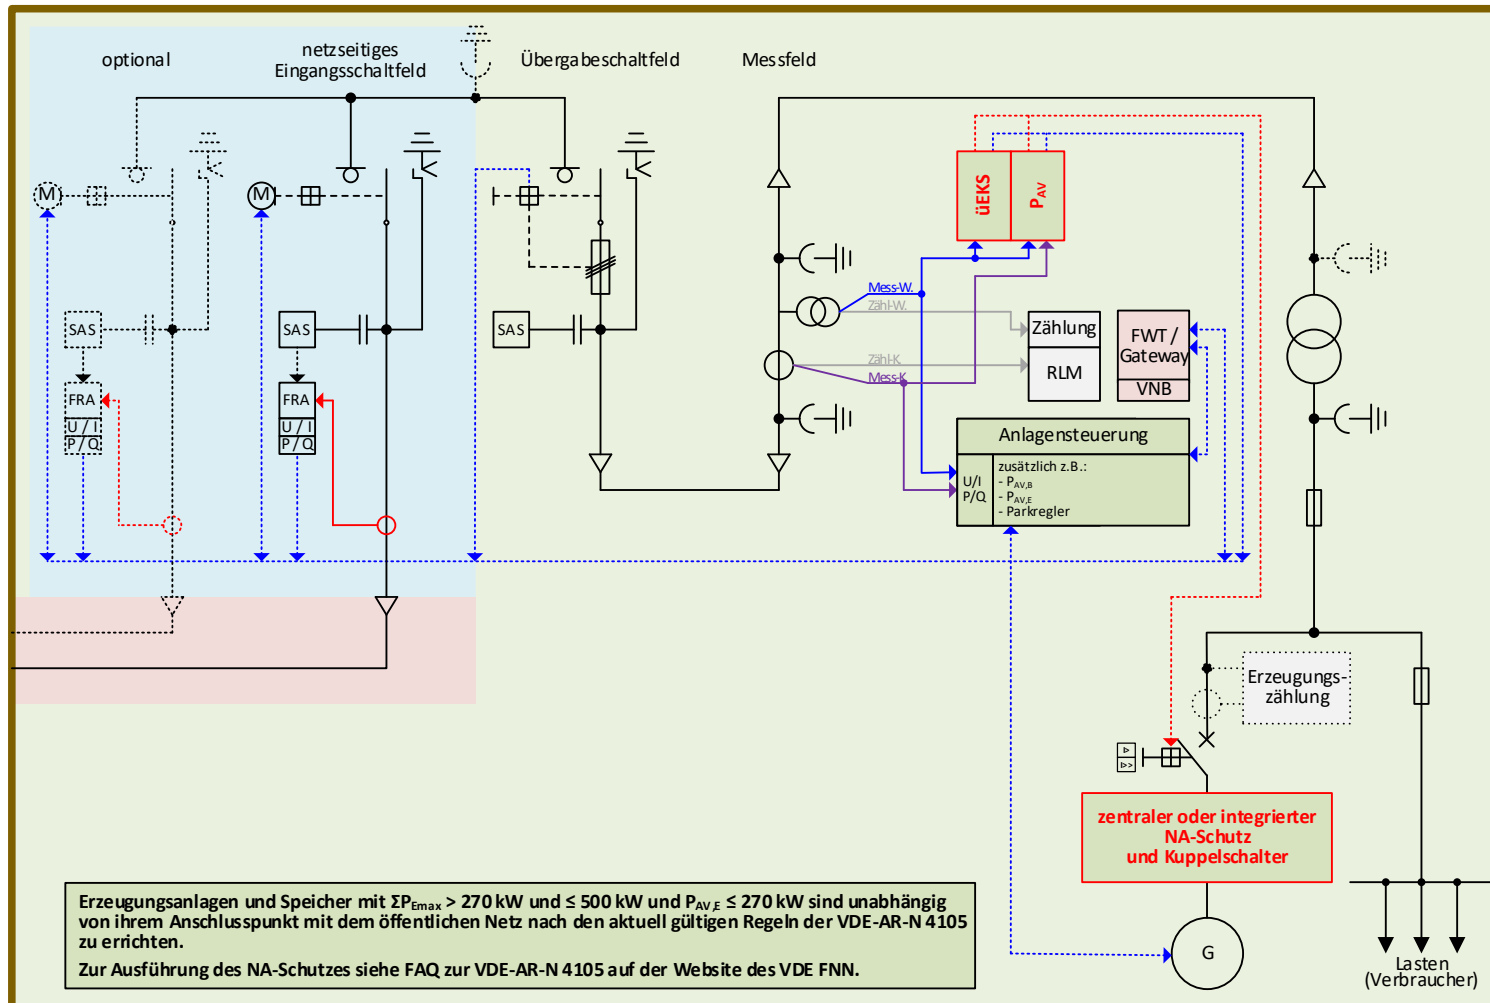 optional
netzseitiges
Eingangsschaltfeld
Übergabeschaltfeld
Messfeld
M
M
üEKS
PAV
Mess-W.
Zähl-W.
SAS
SAS
SAS
Zählung
RLM
FWT /
Gateway
VNB
Zähl-K
Mess-K
FRA
U / I
P / Q
FRA
U / I
P / Q
Anlagensteuerung
U/I
P/Q
zusätzlich z.B.:
- PAV,B
- PAV,E
- Parkregler
Erzeugungs-
zählung
zentraler oder integrierter
NA-Schutz
und Kuppelschalter
G
Lasten
(Verbraucher)
Erzeugungsanlagen und Speicher mit ΣPEmax > 270 kW und ≤ 500 kW und PAV,E ≤ 270 kW sind unabhängig
von ihrem Anschlusspunkt mit dem öffentlichen Netz nach den aktuell gültigen Regeln der VDE-AR-N 4105
zu errichten.
Zur Ausführung des NA-Schutzes siehe FAQ zur VDE-AR-N 4105 auf der Website des VDE FNN.